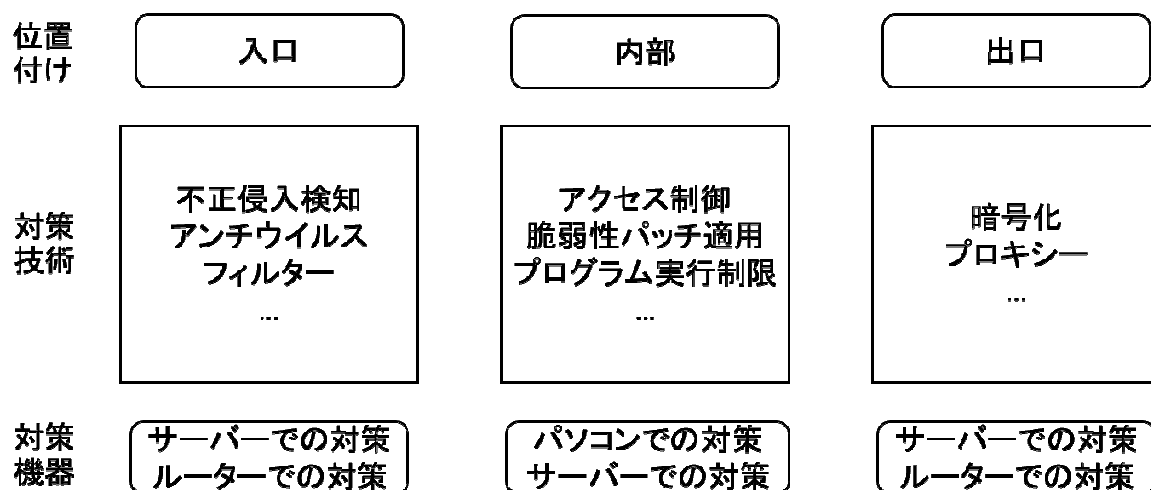 位置
付け
入口
内部
出口
対策
技術
不正侵入検知
アンチウイルス
フィルター
...
アクセス制御
脆弱性パッチ適用
プログラム実行制限
...
暗号化
プロキシー
...
対策
機器
サーバーでの対策
ルーターでの対策
パソコンでの対策
サーバーでの対策
サーバーでの対策
ルーターでの対策